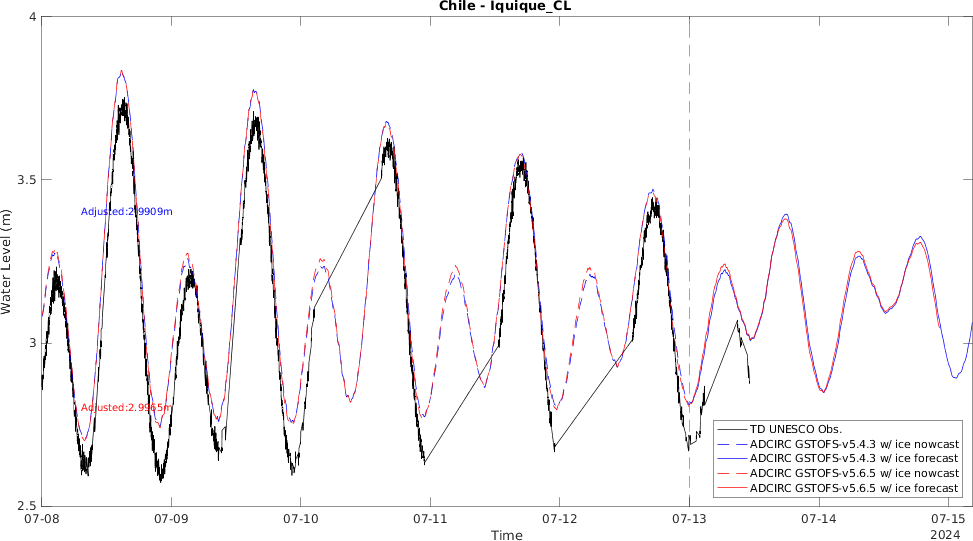 Chile - Iquique_CL
4
3.5
3
2.5
Water Level (m)
Adjusted:2.9909m
Adjusted:2.9965m
TD UNESCO Obs.
ADCIRC GSTOFS-v5.4.3 w/ ice nowcast
ADCIRC GSTOFS-v5.4.3 w/ ice forecast
ADCIRC GSTOFS-v5.6.5 w/ ice nowcast
ADCIRC GSTOFS-v5.6.5 w/ ice forecast
07-08 07-09 07-10 07-11 07-12 07-13 07-14 07-15
Time
2024